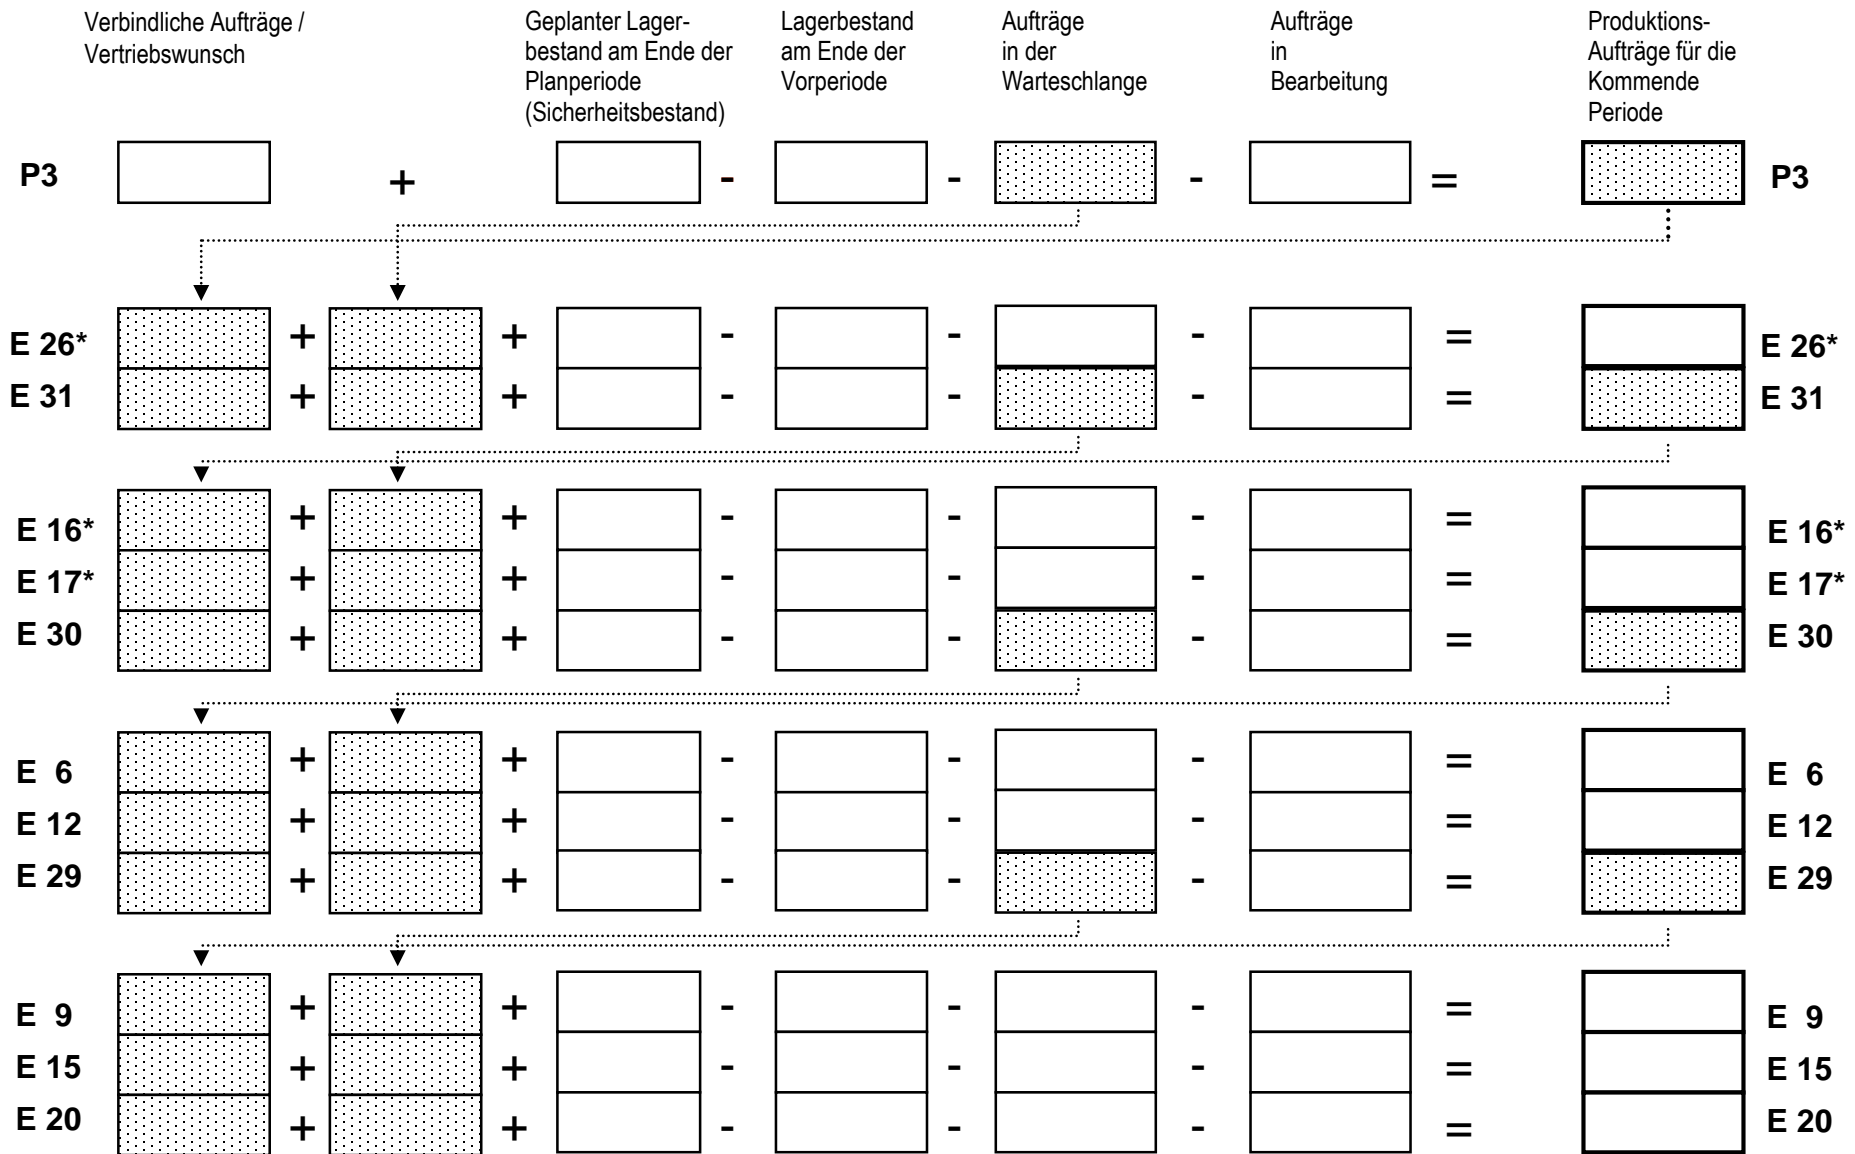 Verbindliche Aufträge /
Vertriebswunsch
Geplanter Lager-
bestand am Ende der
Planperiode
(Sicherheitsbestand)
Lagerbestand
am Ende der
Vorperiode
Aufträge
in der
Warteschlange
Aufträge
in
Bearbeitung
Produktions-
Aufträge für die
Kommende
Periode
P3 + - - - = P3
E 26* + + - - - = E 26*
E 31 + + - - - = E 31
E 16* + + - - - = E 16*
E 17* + + - - - = E 17*
E 30 + + - - - = E 30
E 6 + + - - - = E 6
E 12 + + - - - = E 12
E 29 + + - - - = E 29
E 9 + + - - - = E 9
E 15 + + - - - = E 15
E 20 + + - - - = E 20